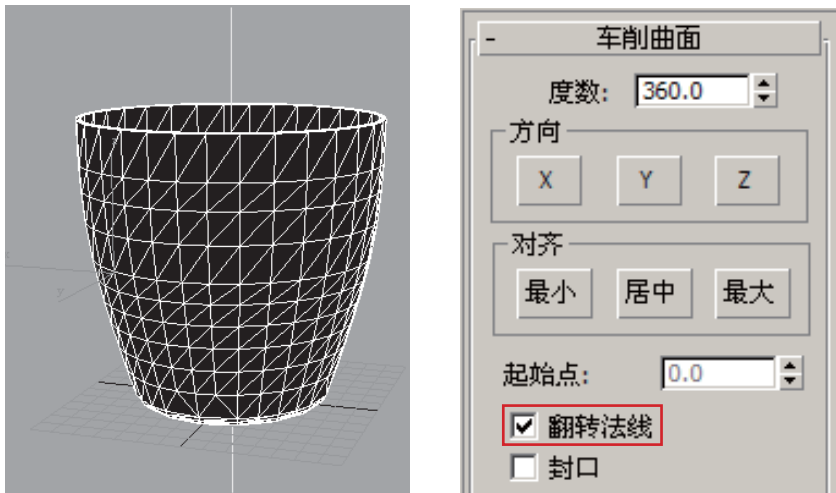 - 车削曲面
度数: 360.0
方向
X Y Z
对齐
最小 居中 最大
起始点: 0.0
翻转法线
封口
x
y